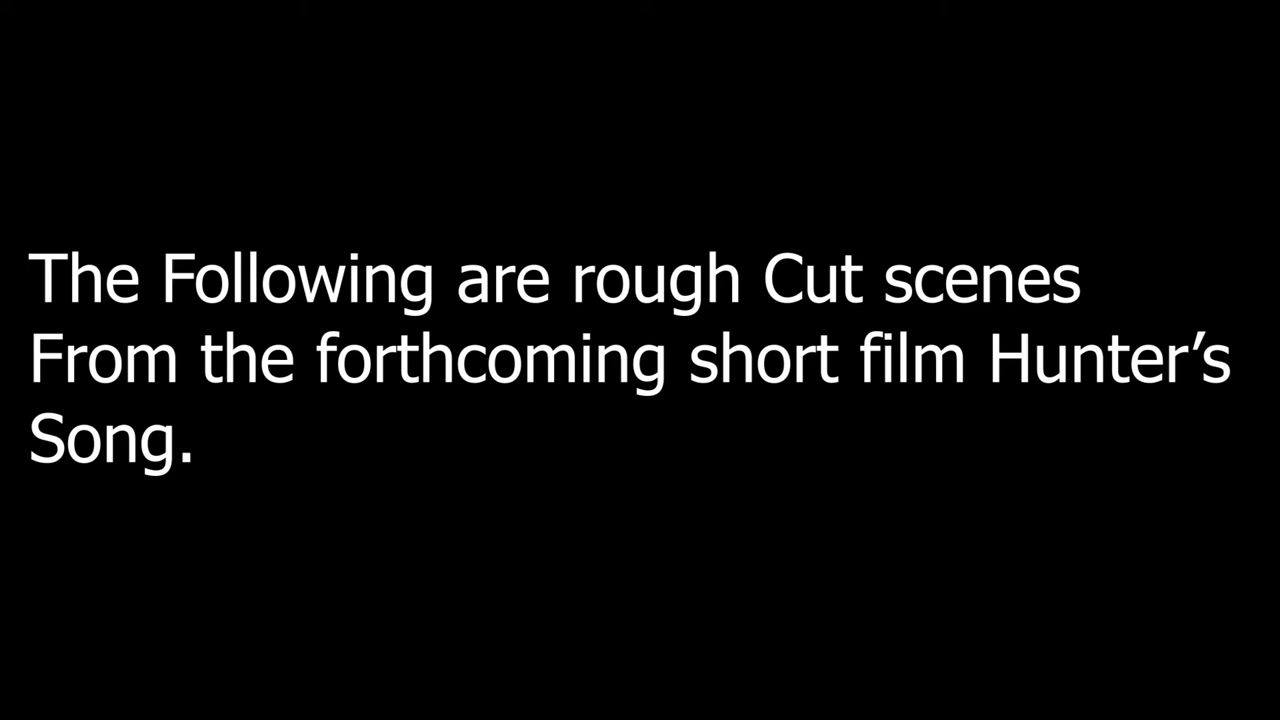 The Following are rough Cut scenes
From the forthcoming short film Hunter’s
Song.